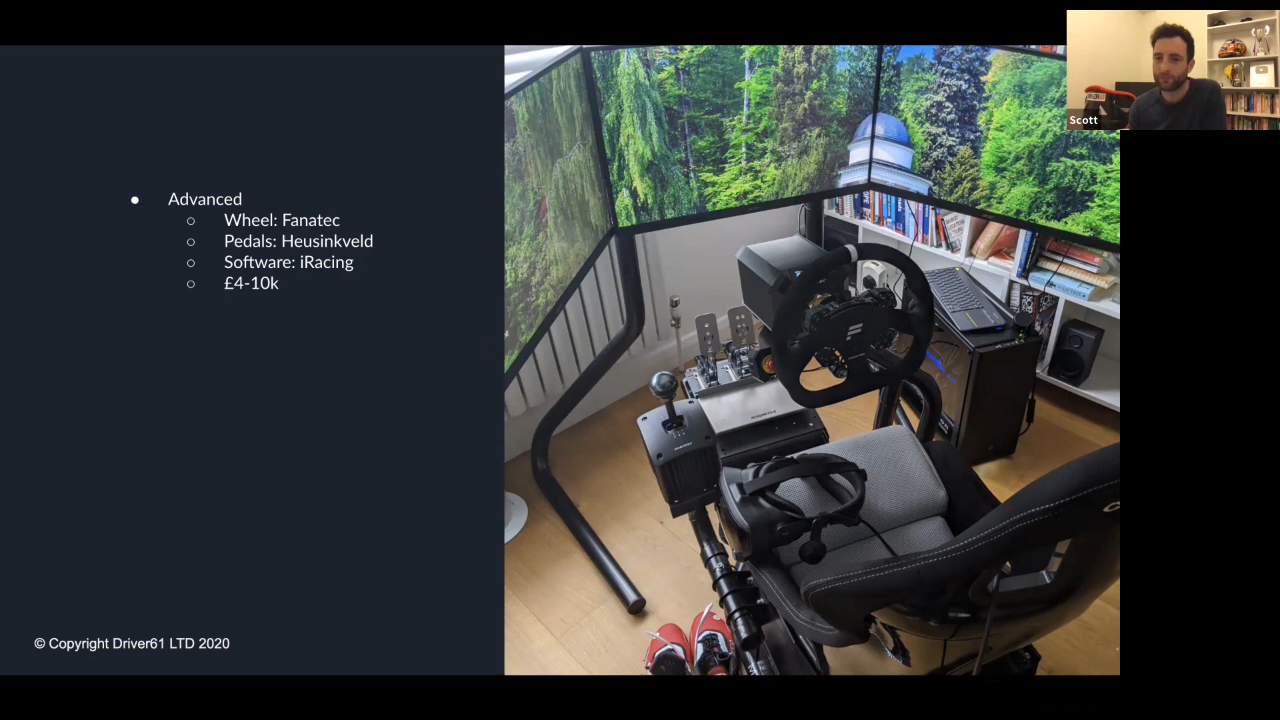 Scott
Advanced
Wheel: Fanatec
Pedals: Heusinkveld
Software: iRacing
£4-10k
© Copyright Driver61 LTD 2020